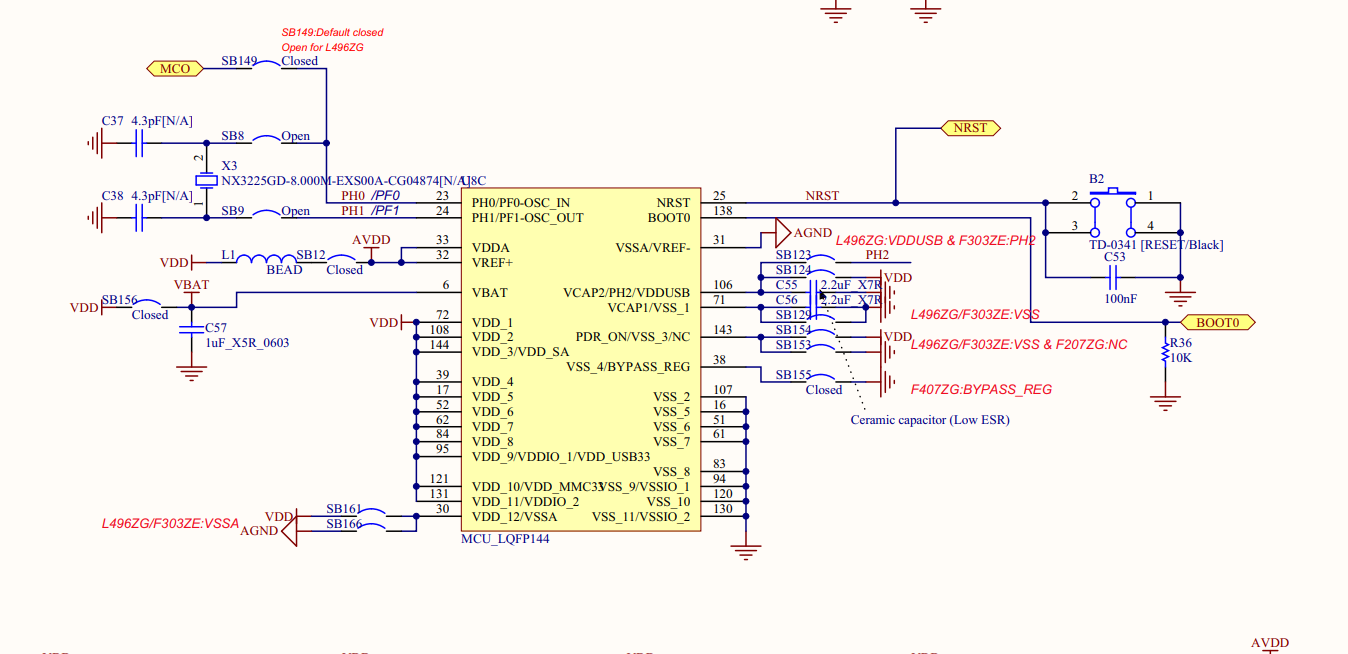 SB149:Default closed
Open for L496ZG
MCO
SB149
Closed
C37 4.3pF[N/A]
SB8
Open
NRST
2
X3
NX3225GD-8.000M-EXS00A-CG04874[N/A]
U8C
B2
C38 4.3pF[N/A]
1
SB9
Open
PH0 /PF0
23
PH0/PF0-OSC_IN
NRST
25
NRST
2
1
PH1 /PF1
24
PH1/PF1-OSC_OUT
BOOT0
138
AVDD
33
VDDA
VSSA/VREF-
31
AGND
L496ZG:VDDUSB & F303ZE:PH2
3
4
TD-0341 [RESET/Black]
VDD
L1
BEAD
SB12
Closed
32
VREF+
SB123
PH2
C53
100nF
SB124
VDD
VBAT
6
VBAT
VCAP2/PH2/VDDUSB
106
C55
2.2uF_X7R
VDD
SB156
Closed
VCAP1/VSS_1
71
C56
2.2uF_X7R
SB129
L496ZG/F303ZE:VSS
C57
1uF_X5R_0603
VDD
72
VDD_1
BOOT0
108
VDD_2
PDR_ON/VSS_3/NC
143
SB154
VDD
L496ZG/F303ZE:VSS & F207ZG:NC
R36
10K
144
VDD_3/VDD_SA
SB153
VSS_4/BYPASS_REG
38
SB155
Closed
F407ZG:BYPASS_REG
39
VDD_4
17
VDD_5
VSS_2
107
52
VDD_6
VSS_5
16
Ceramic capacitor (Low ESR)
62
VDD_7
VSS_6
51
84
VDD_8
VSS_7
61
95
VDD_9/VDDIO_1/VDD_USB33
VSS_8
83
121
VDD_10/VDD_MMC33
VSS_9/VSSIO_1
94
131
VDD_11/VDDIO_2
VSS_10
120
L496ZG/F303ZE:VSSA
VDD
SB161
30
VDD_12/VSSA
VSS_11/VSSIO_2
130
AGND
SB166
MCU_LQFP144
AVDD